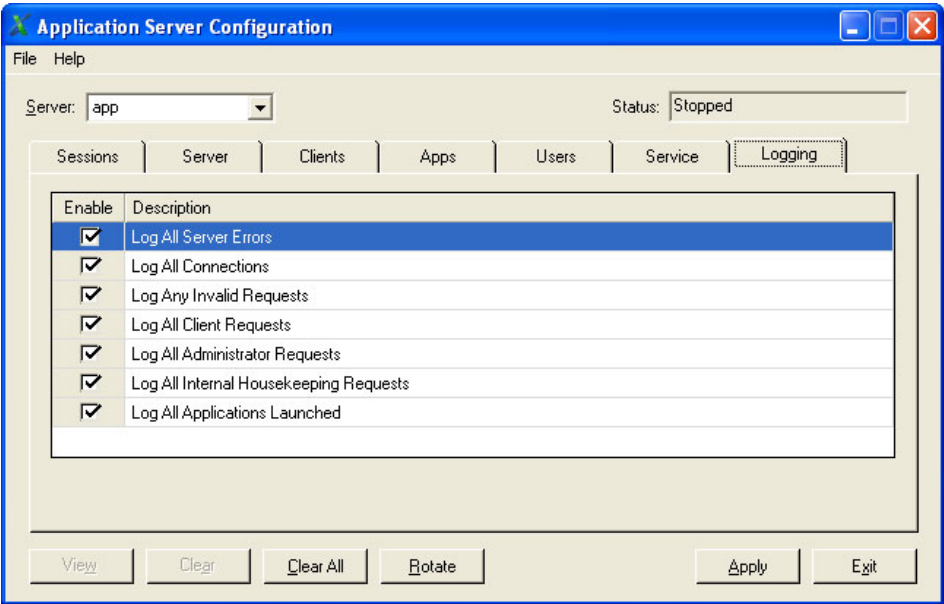 Application Server Configuration
File Help
Server: app Status: Stopped
Sessions Server Clients Apps Users Service Logging
Enable Description
Log All Server Errors
Log All Connections
Log Any Invalid Requests
Log All Client Requests
Log All Administrator Requests
Log All Internal Housekeeping Requests
Log All Applications Launched
View Clear Clear All Rotate Apply Exit